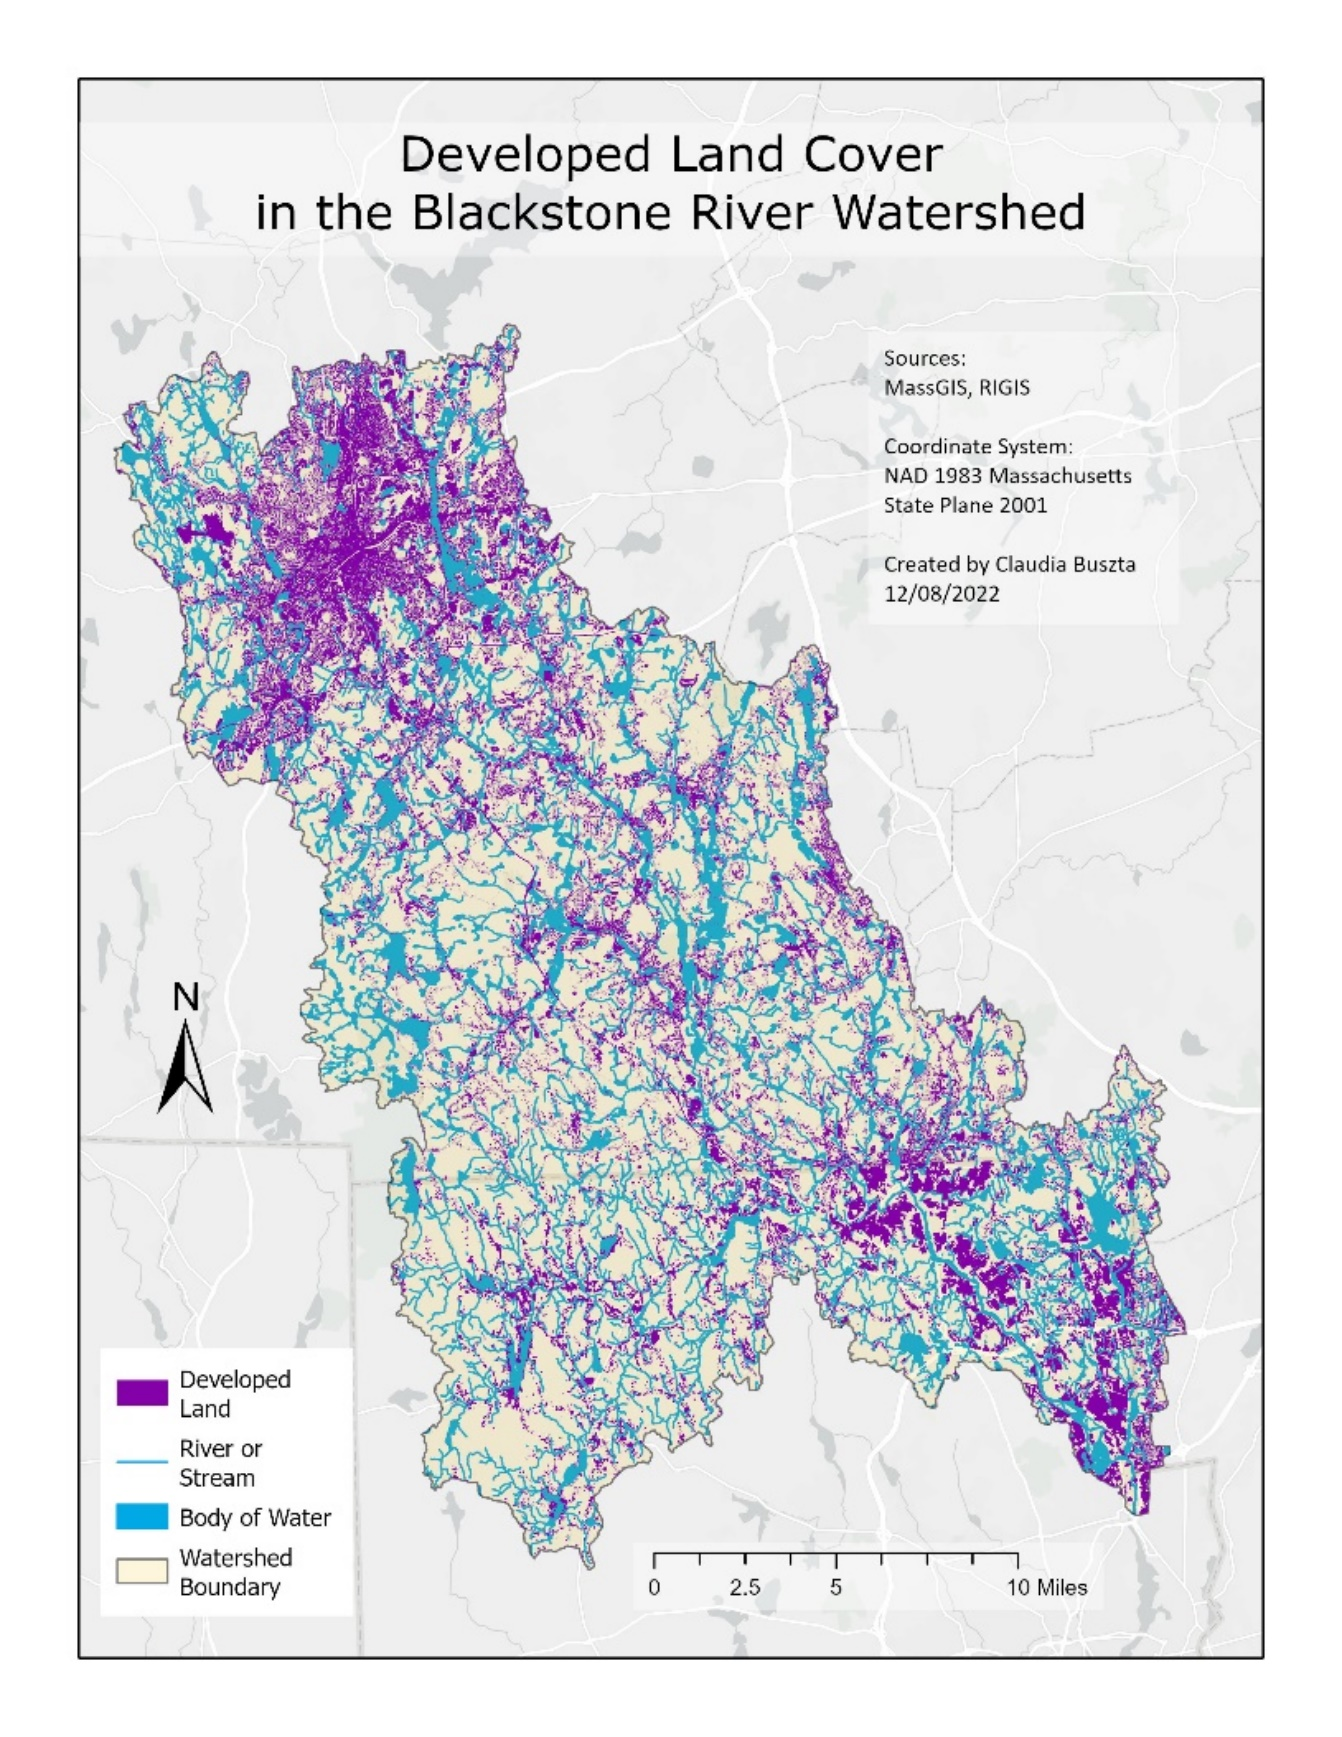 Developed Land Cover
in the Blackstone River Watershed
Sources:
MassGIS, RIGIS
Coordinate System:
NAD 1983 Massachusetts
State Plane 2001
Created by Claudia Buszta
12/08/2022
N
Developed
Land
River or
Stream
Body of Water
Watershed
Boundary
0 2.5 5 10 Miles